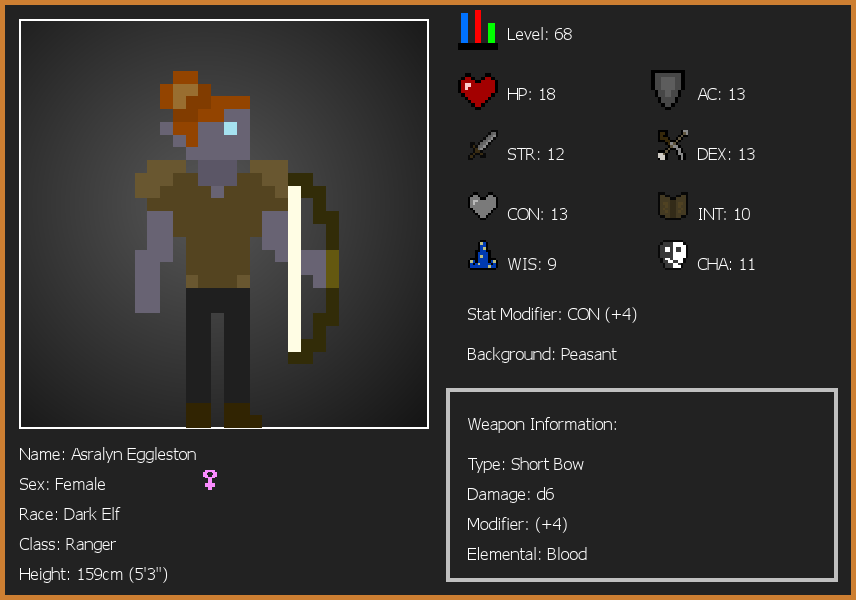 Level: 68
HP: 18
AC: 13
STR: 12
DEX: 13
CON: 13
INT: 10
WIS: 9
CHA: 11
Stat Modifier: CON (+4)
Background: Peasant
Weapon Information:
Type: Short Bow
Damage: d6
Modifier: (+4)
Elemental: Blood
Name: Asralyn Eggleston
Sex: Female
Race: Dark Elf
Class: Ranger
Height: 159cm (5'3")